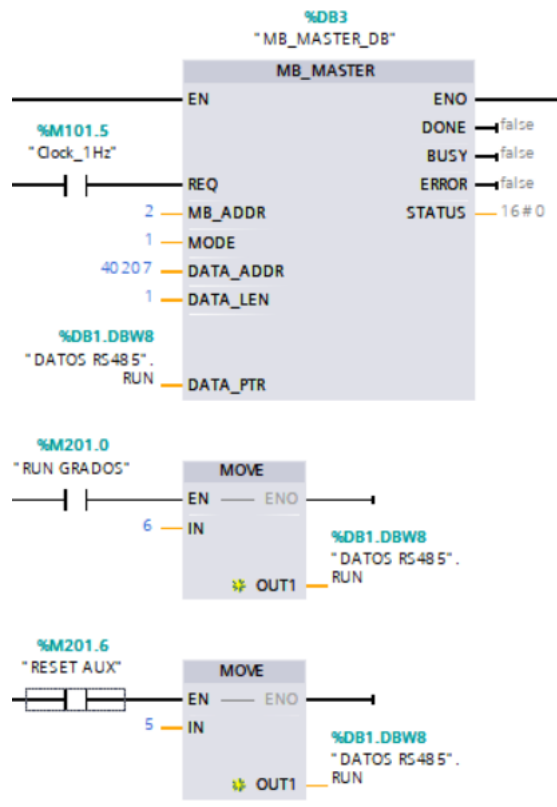 %DB3
"MB_MASTER_DB"
MB_MASTER
EN
ENO
%M101.5
"Clock_1Hz"
DONE
false
BUSY
false
REQ
ERROR
false
2
MB_ADDR
STATUS
16#0
1
MODE
40207
DATA_ADDR
1
DATA_LEN
%DB1.DBW8
"DATOS RS485".
RUN
DATA_PTR
%M201.0
"RUN GRADOS"
MOVE
EN
ENO
6
IN
%DB1.DBW8
"DATOS RS485".
OUT1
RUN
%M201.6
"RESET AUX"
MOVE
EN
ENO
5
IN
%DB1.DBW8
"DATOS RS485".
OUT1
RUN